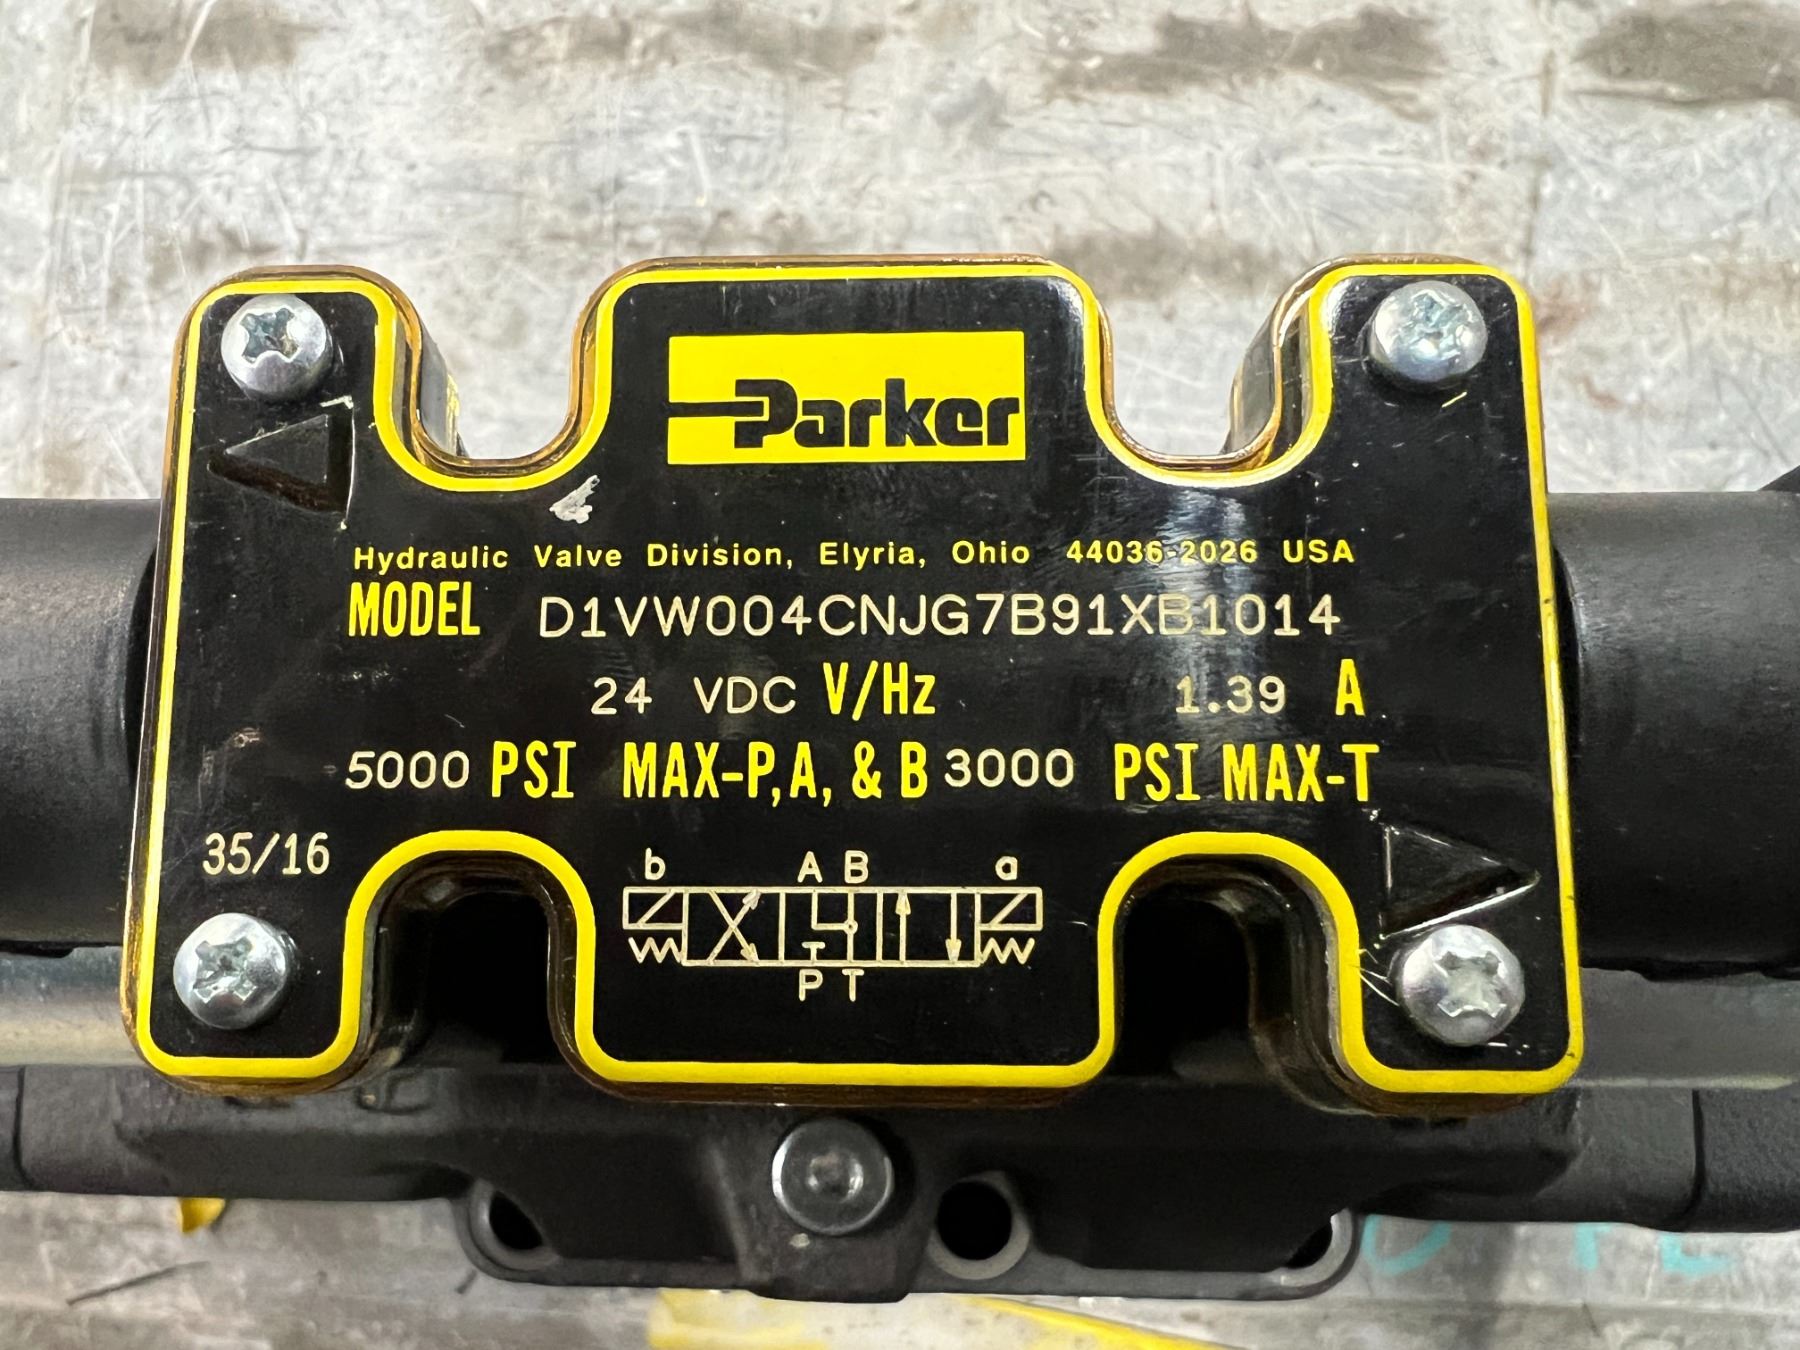 Parker
Hydraulic Valve Division, Elyria, Ohio 44036-2026 USA
MODEL D1VW004CNJG7B91XB1014
24 VDC V/Hz 1.39 A
5000 PSI MAX-P,A, & B 3000 PSI MAX-T
35/16
b A B a
T
P T